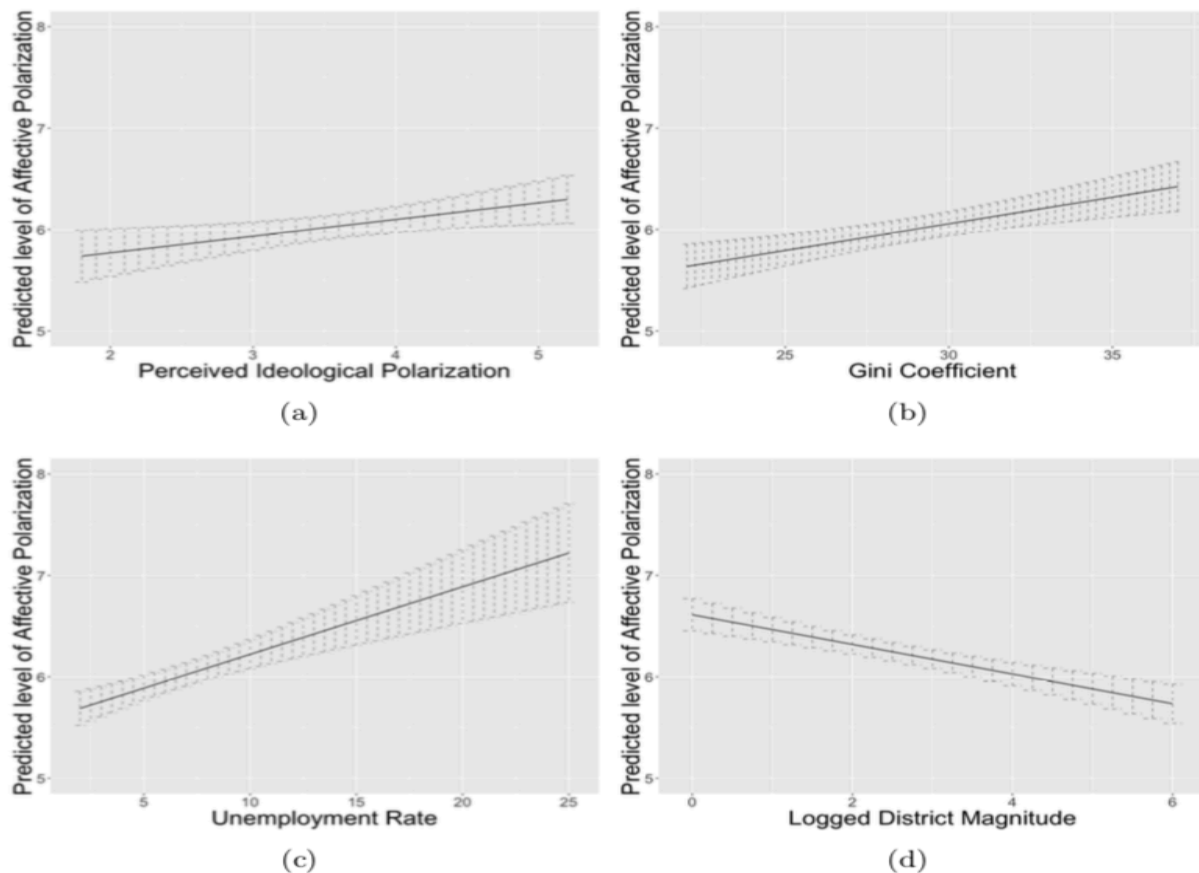 Predicted level of Affective Polarization
8
7
6
5
2 3 4 5
Perceived Ideological Polarization
(a)
Predicted level of Affective Polarization
8
7
6
5
25 30 35
Gini Coefficient
(b)
Predicted level of Affective Polarization
8
7
6
5
5 10 15 20 25
Unemployment Rate
(c)
Predicted level of Affective Polarization
8
7
6
5
0 2 4 6
Logged District Magnitude
(d)